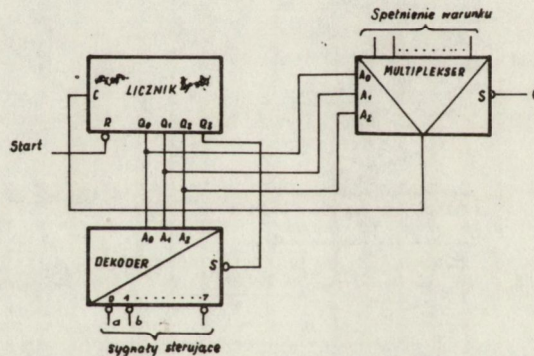 Spełnienie warunku
MULTIPLEKSER
A0
A1
A2
S
LICZNIK
C
R Q0 Q1 Q2 Q3
Start
A0 A1 A2
DEKODER
S
0 1 . . . . . . . 7
a b
sygnały sterujące